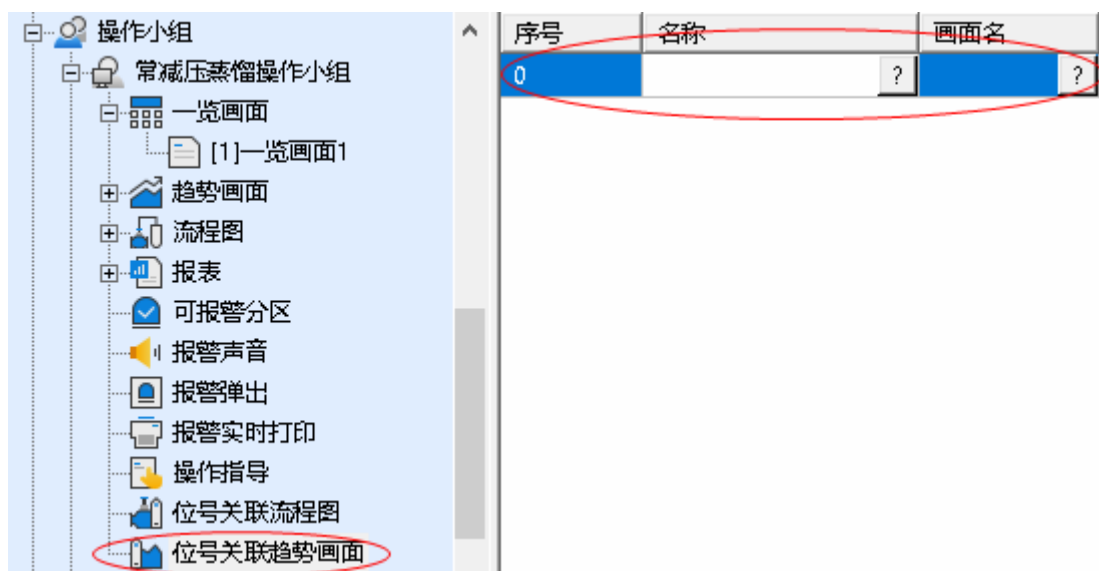 操作小组
常减压蒸馏操作小组
一览画面
[1]一览画面1
趋势画面
流程图
报表
可报警分区
报警声音
报警弹出
报警实时打印
操作指导
位号关联流程图
位号关联趋势画面
序号 名称 画面名
0 ? ?